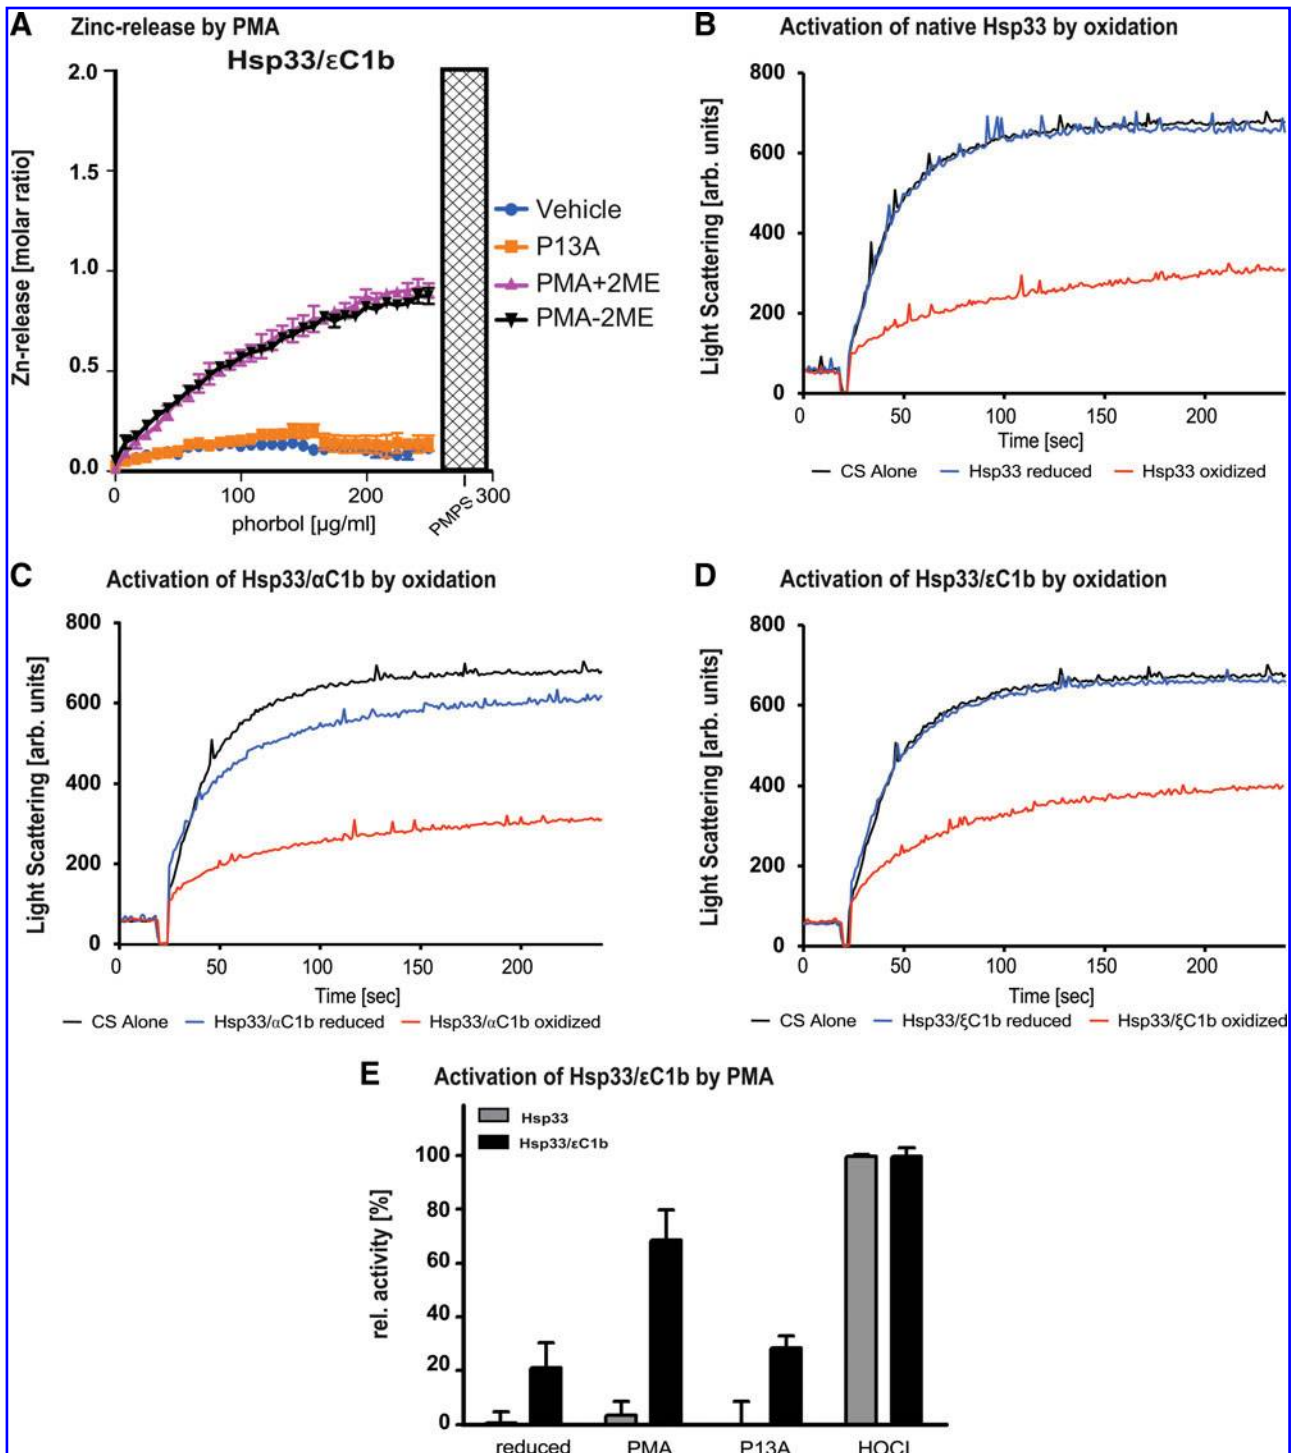 A Zinc-release by PMA
Hsp33/εC1b
Zn-release [molar ratio]
2.0
1.5
1.0
0.5
0.0
0 100 200 300
PMPS
phorbol [µg/ml]
Vehicle
P13A
PMA+2ME
PMA-2ME
B Activation of native Hsp33 by oxidation
Light Scattering [arb. units]
800
600
400
200
0
0 50 100 150 200
Time [sec]
CS Alone Hsp33 reduced Hsp33 oxidized
C Activation of Hsp33/αC1b by oxidation
Light Scattering [arb. units]
800
600
400
200
0
0 50 100 150 200
Time [sec]
CS Alone Hsp33/αC1b reduced Hsp33/αC1b oxidized
D Activation of Hsp33/εC1b by oxidation
Light Scattering [arb. units]
800
600
400
200
0
0 50 100 150 200
Time [sec]
CS Alone Hsp33/ξC1b reduced Hsp33/ξC1b oxidized
E Activation of Hsp33/εC1b by PMA
Hsp33
Hsp33/εC1b
rel. activity [%]
100
80
60
40
20
0
reduced PMA P13A HOCl